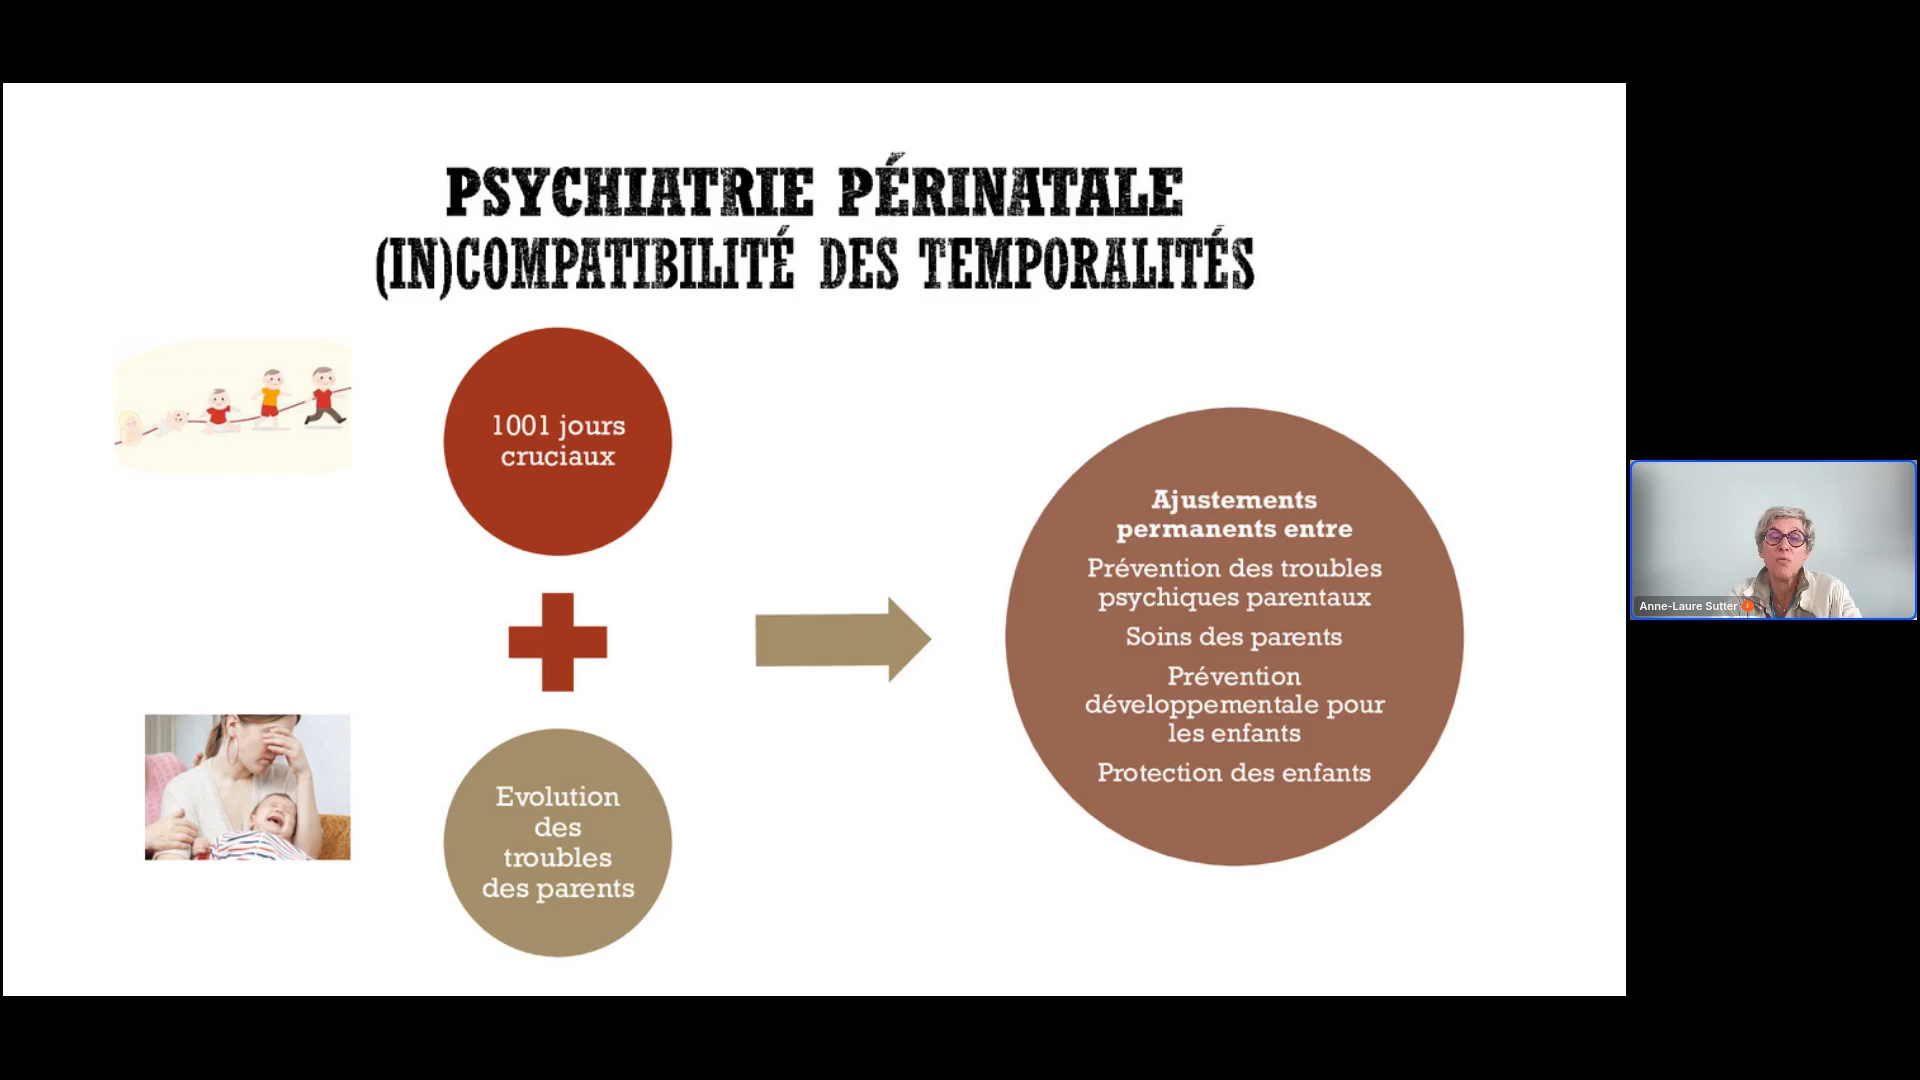 PSYCHIATRIE PÉRINATALE
(IN)COMPATIBILITÉ DES TEMPORALITÉS
1001 jours
cruciaux
Evolution
des
troubles
des parents
Ajustements
permanents entre
Prévention des troubles
psychiques parentaux
Soins des parents
Prévention
développementale pour
les enfants
Protection des enfants
Anne-Laure Sutter